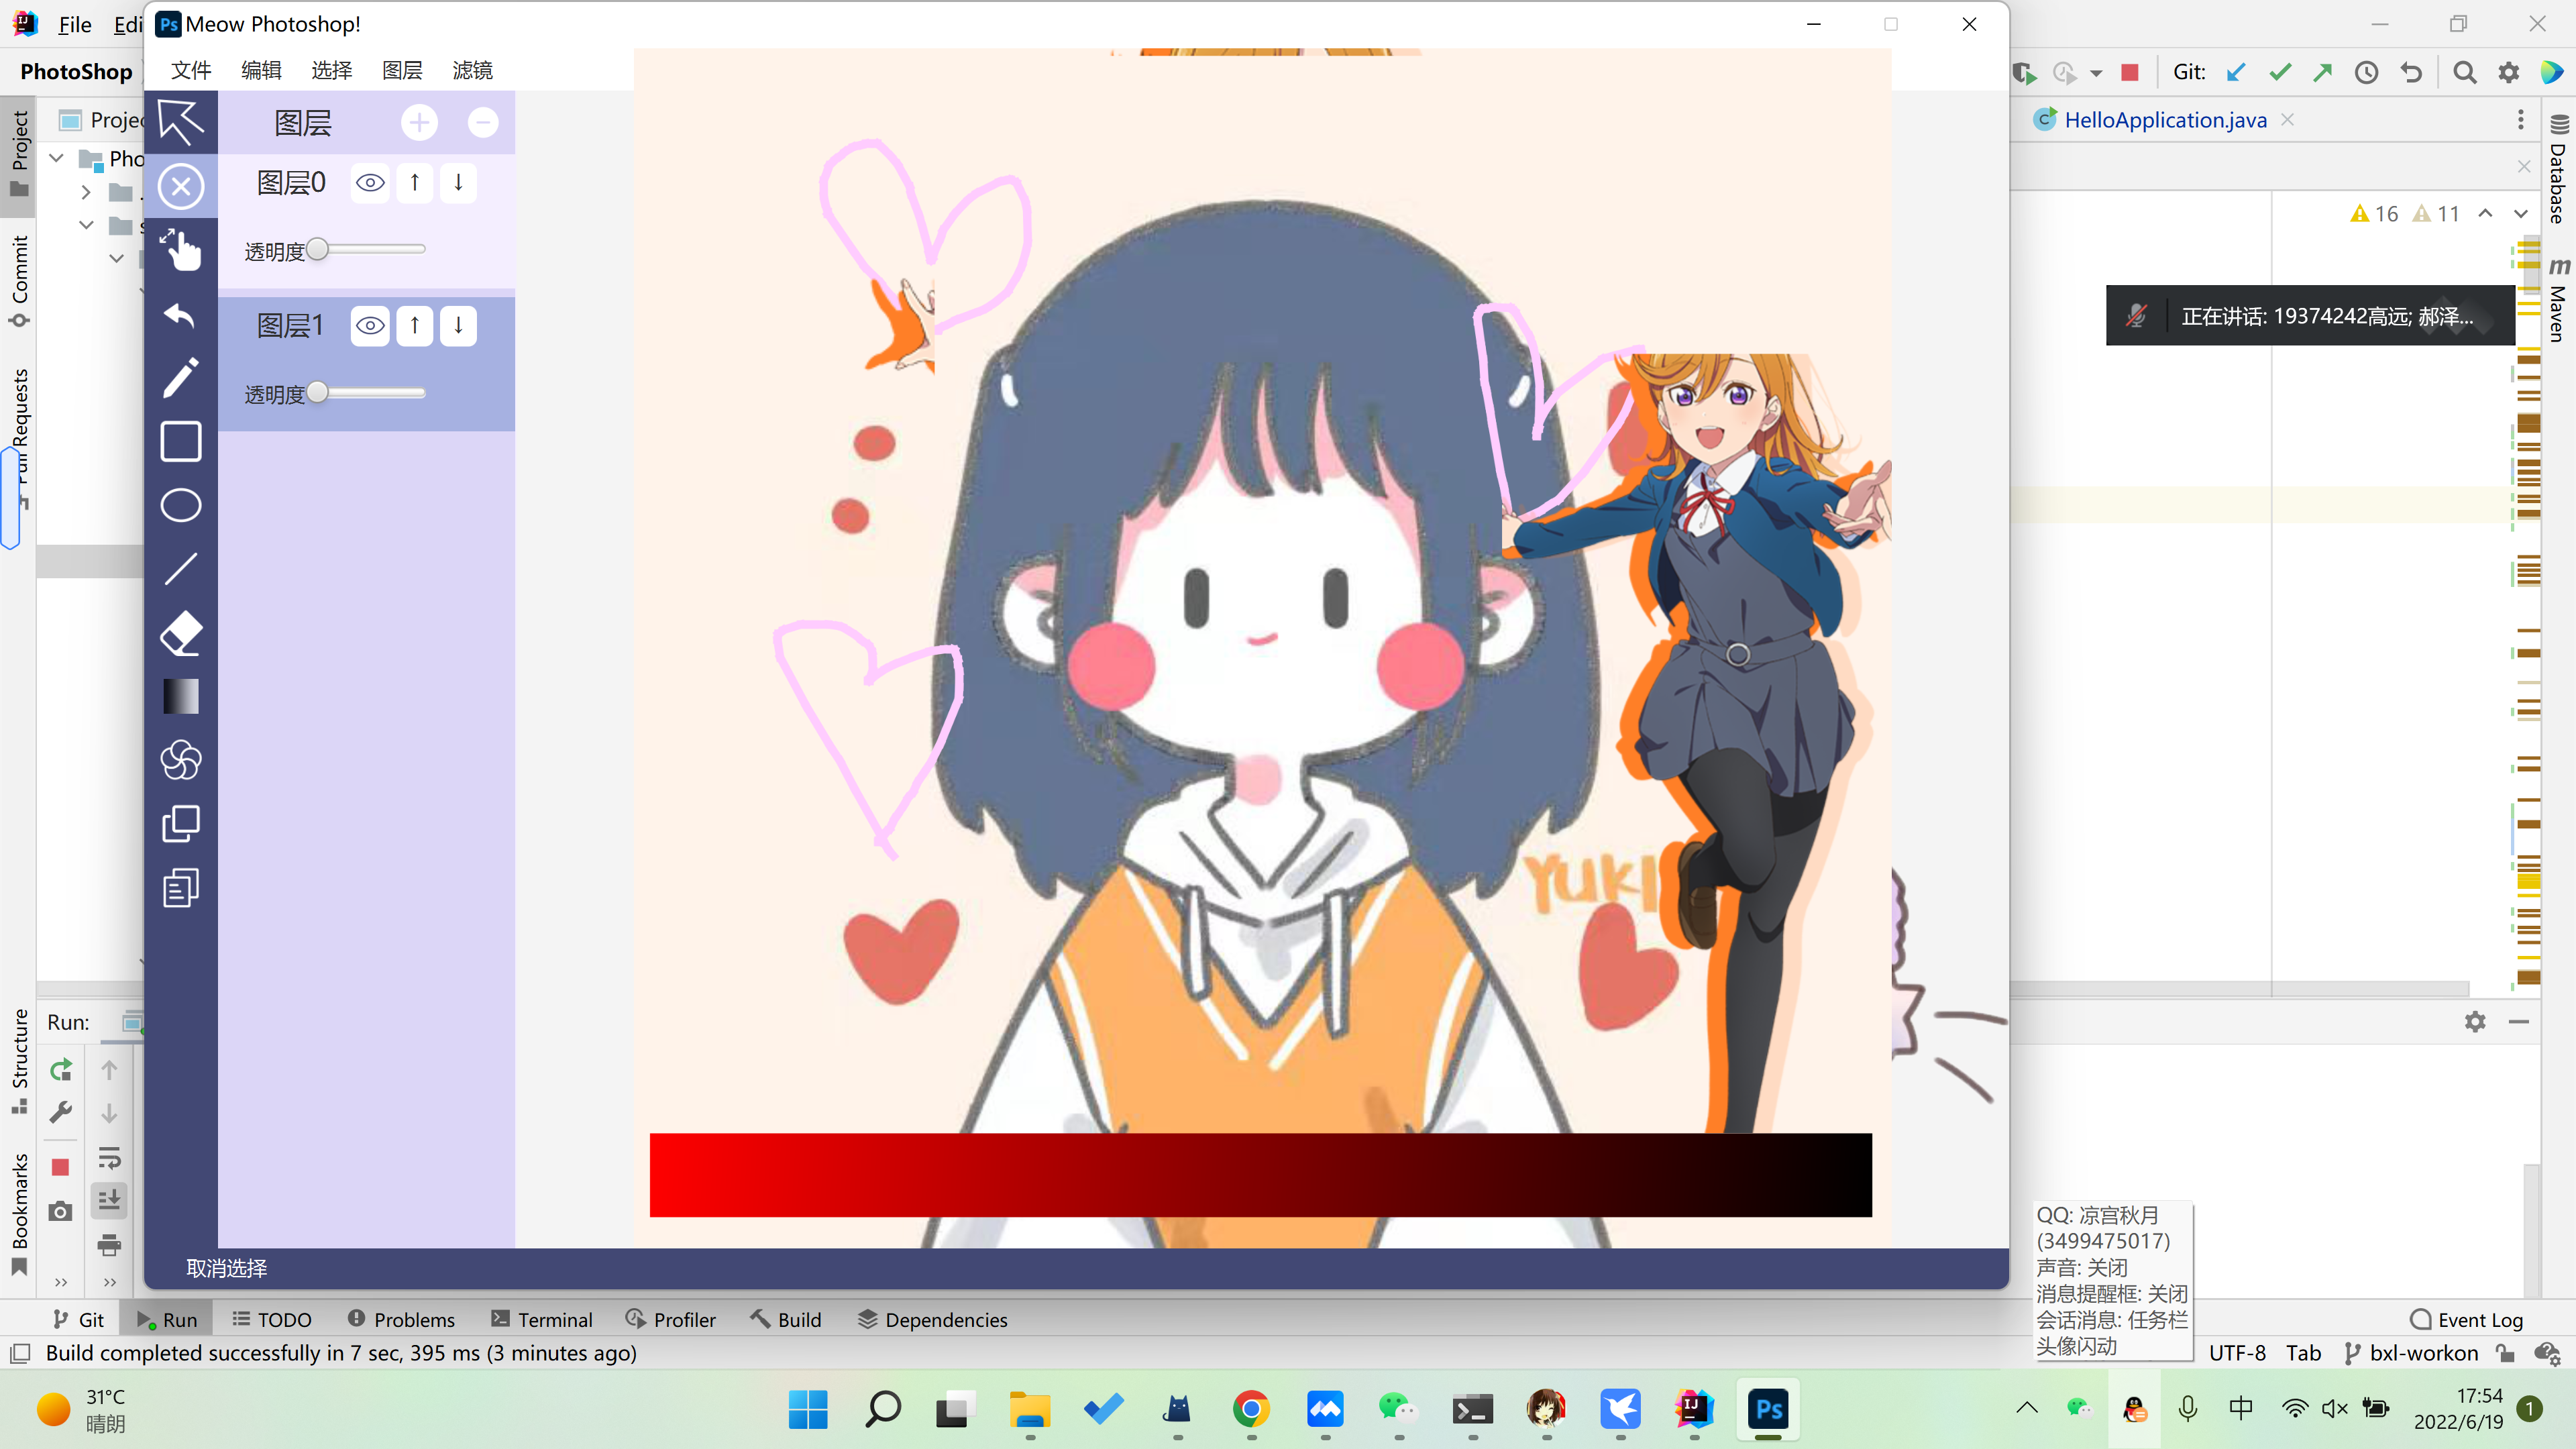 File Edi
Meow Photoshop!
PhotoShop
文件 编辑 选择 图层 滤镜
Git:
Projec
HelloApplication.java
Pho
16 11
图层
图层0
透明度
图层1
透明度
正在讲话: 19374242高远; 郝泽...
Project
Commit
Pull Requests
Structure
Bookmarks
Database
m Maven
YUKI
Run:
取消选择
QQ: 凉宫秋月
(3499475017)
声音: 关闭
消息提醒框: 关闭
会话消息: 任务栏
头像闪动
Git Run TODO Problems Terminal Profiler Build Dependencies Event Log
Build completed successfully in 7 sec, 395 ms (3 minutes ago) UTF-8 Tab bxl-workon
31°C
晴朗
中
17:54
2022/6/19
1